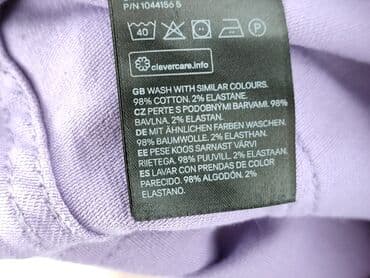 P/N 1044156 5
40
clevercare.info
GB WASH WITH SIMILAR COLOURS.
98% COTTON. 2% ELASTANE.
CZ PERTE S PODOBNÝMI BARVAMI. 98%
BAVLNA. 2% ELASTAN.
DE MIT ÄHNLICHEN FARBEN WASCHEN.
98% BAUMWOLLE. 2% ELASTHAN.
EE PESE KOOS SARNAST VÄRVI
RIIETEGA. 98% PUUVILL. 2% ELASTAAN.
ES LAVAR CON PRENDAS DE COLOR
PARECIDO. 98% ALGODÓN. 2%
ELASTANO.